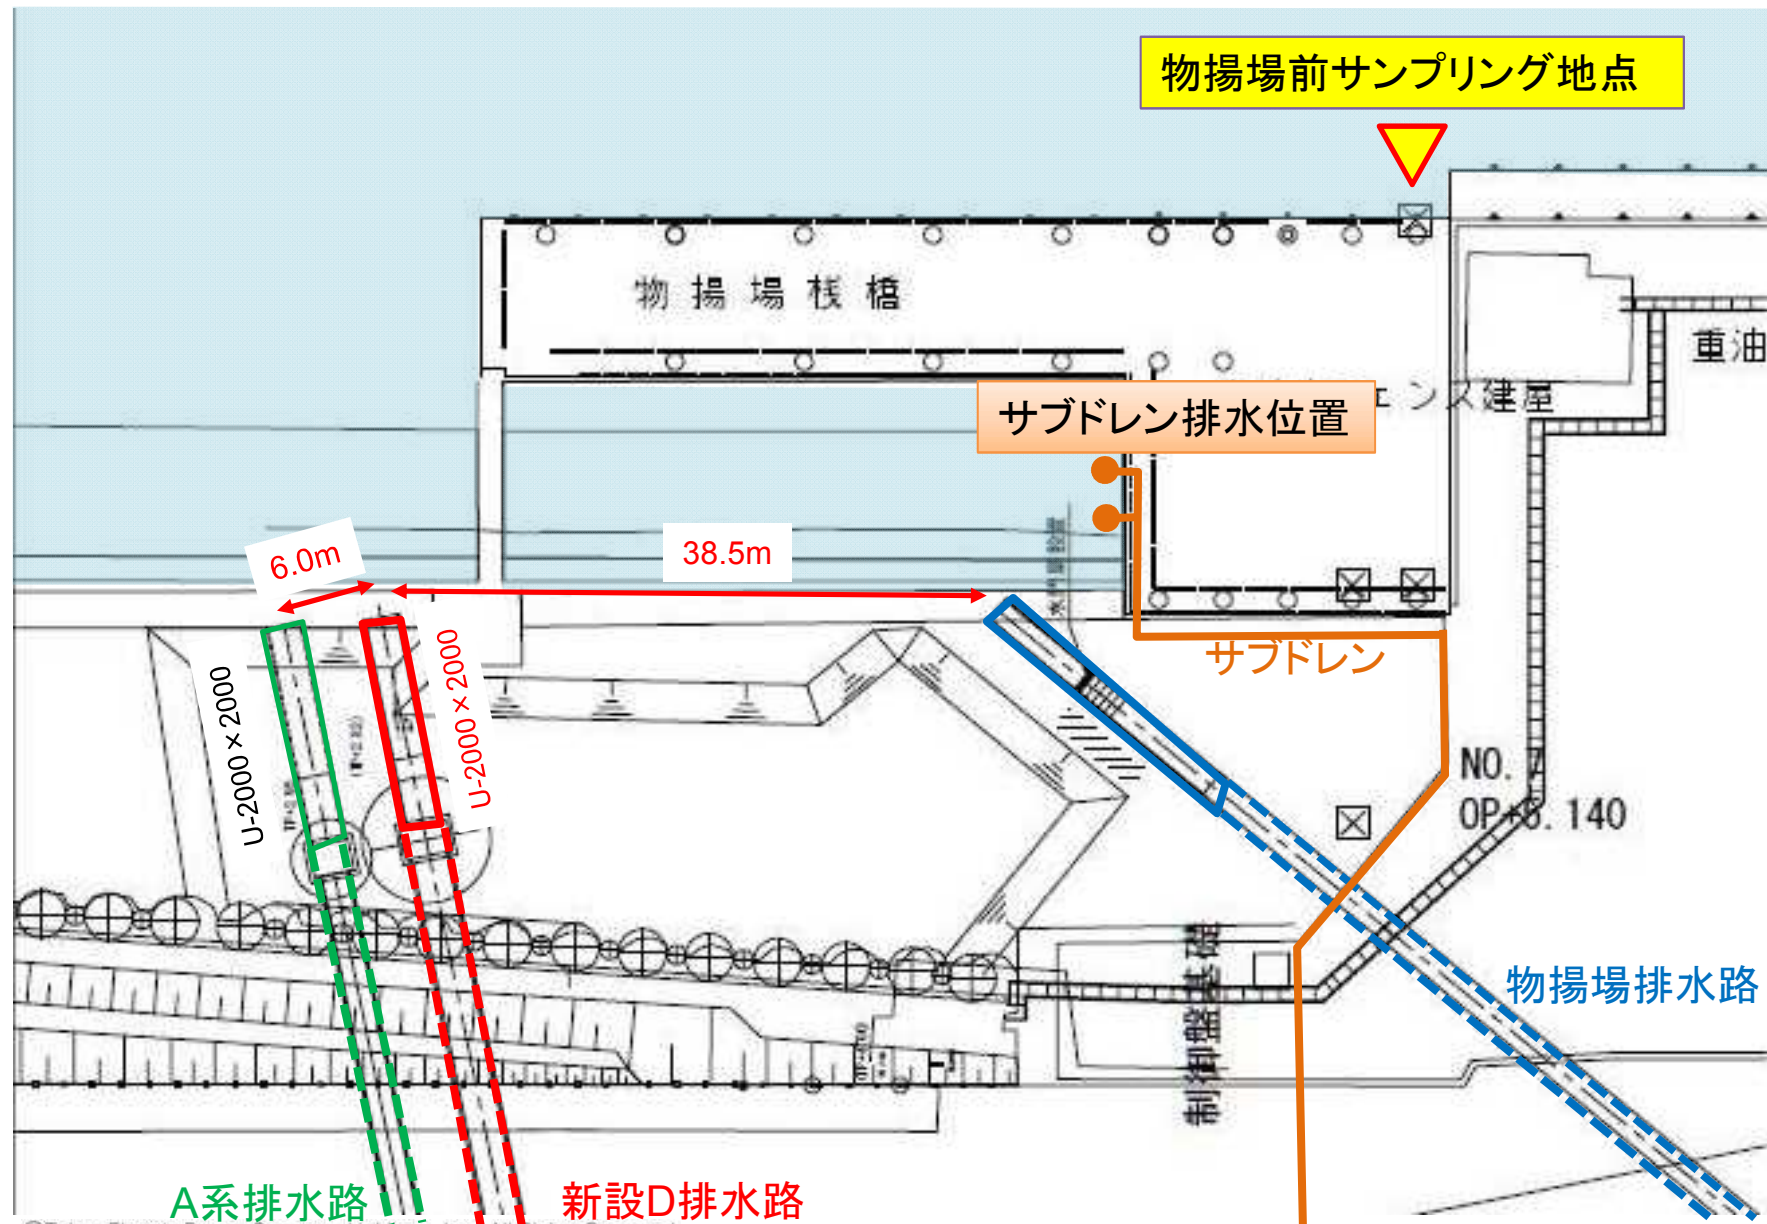 物揚場前サンプリング地点
物揚場桟橋
重油
サブドレン排水位置
ェンス建屋
6.0m
38.5m
サブドレン
U-2000×2000
U-2000×2000
NO. 7
OP+5.140
制御盤基礎
物揚場排水路
A系排水路
新設D排水路